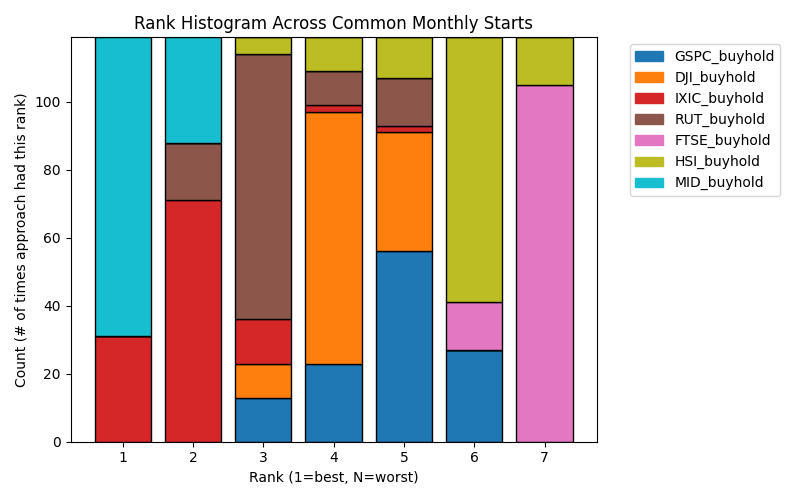 Rank Histogram Across Common Monthly Starts
Count (# of times approach had this rank)
100
80
60
40
20
0
1 2 3 4 5 6 7
Rank (1=best, N=worst)
GSPC_buyhold
DJI_buyhold
IXIC_buyhold
RUT_buyhold
FTSE_buyhold
HSI_buyhold
MID_buyhold